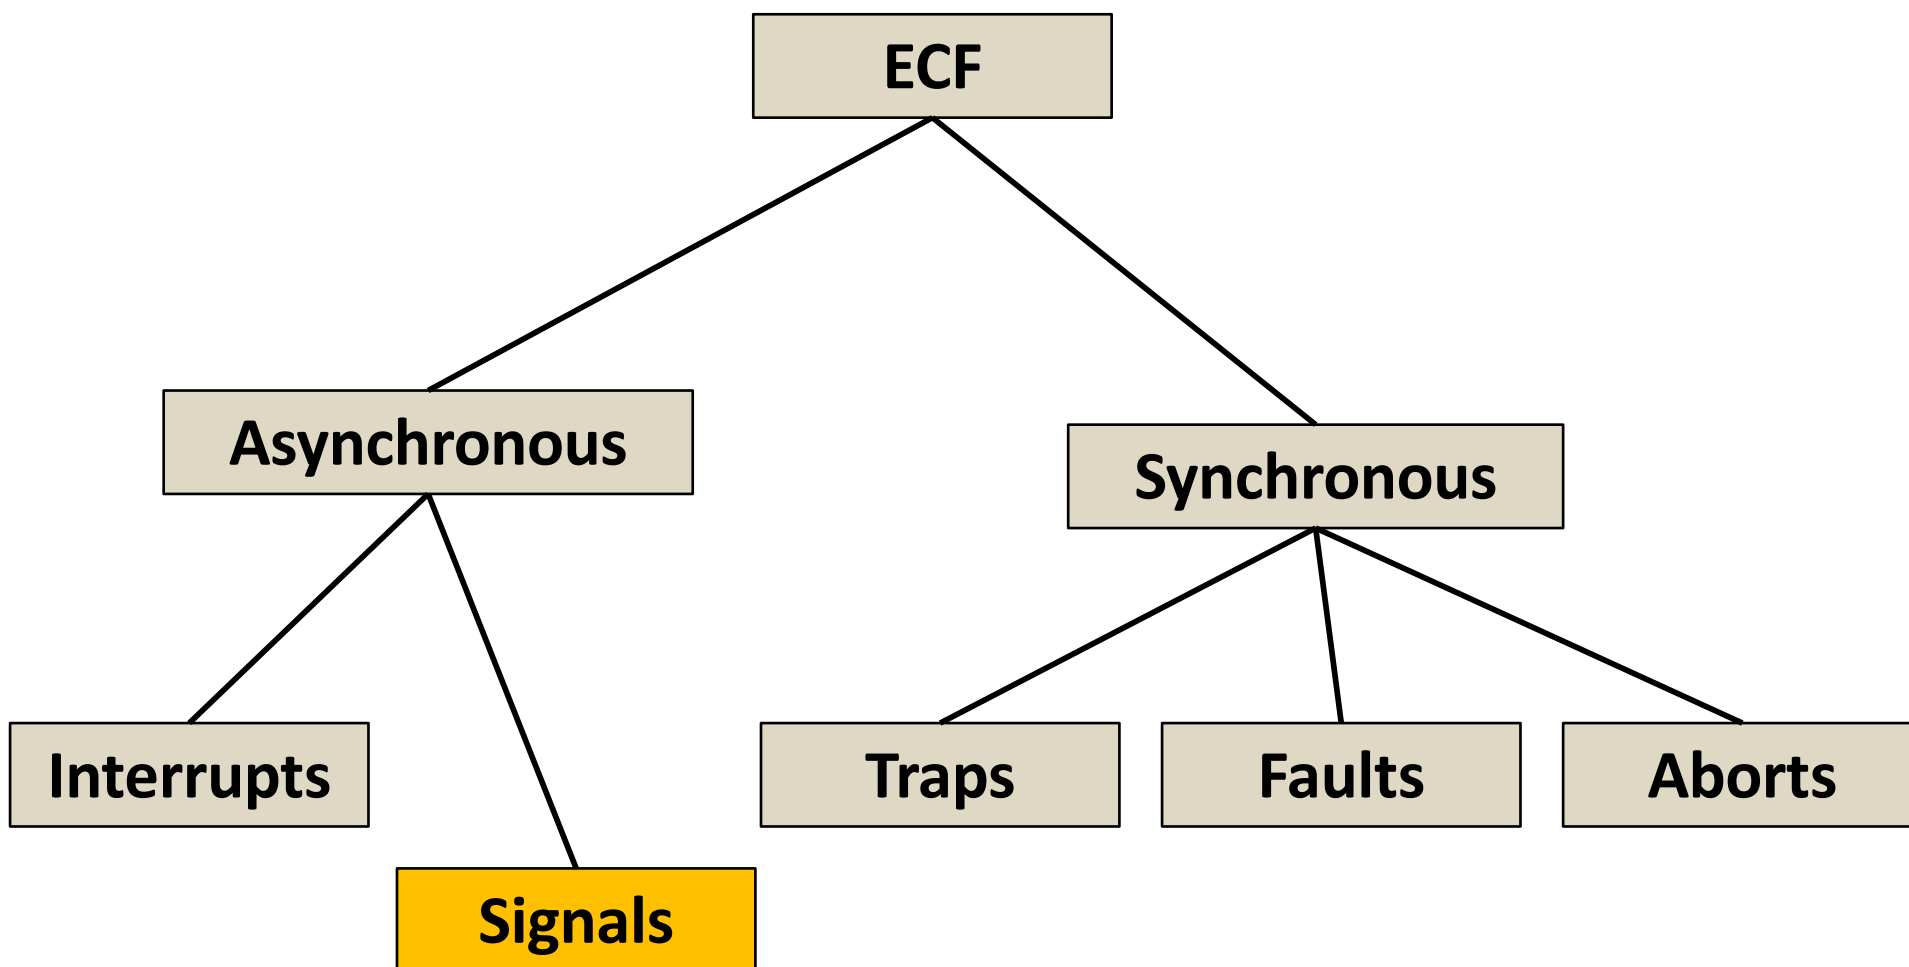 ECF
Asynchronous
Synchronous
Interrupts
Traps
Faults
Aborts
Signals